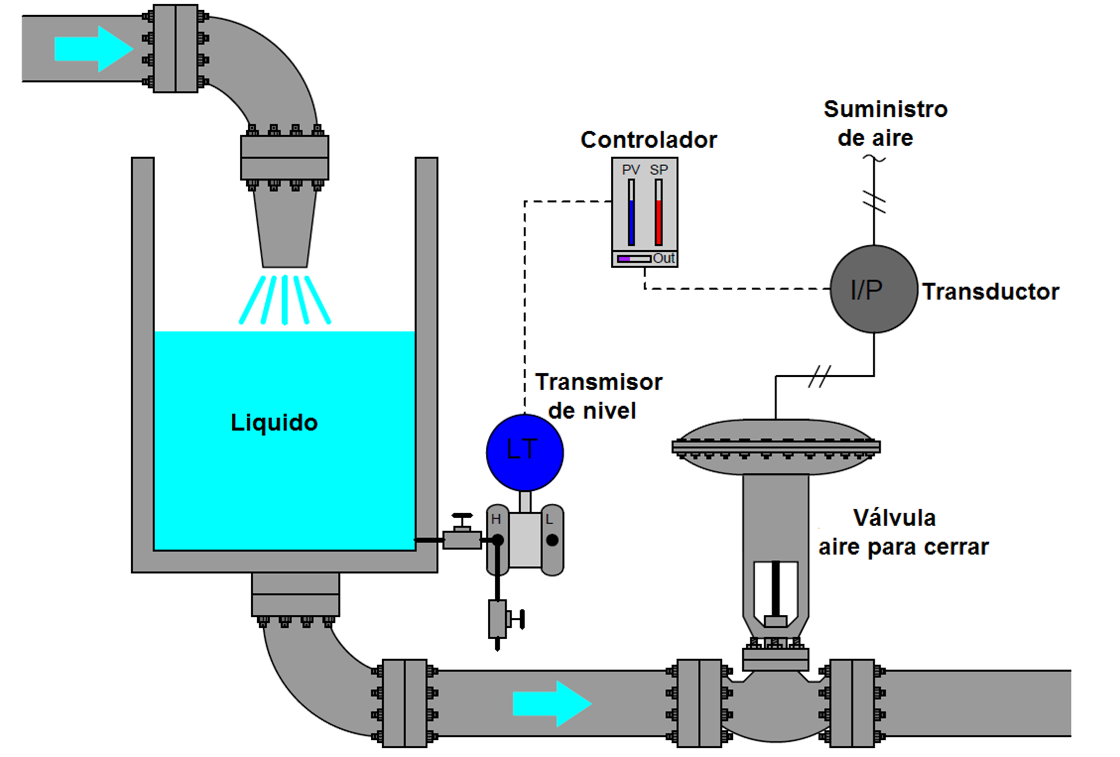 Suministro
de aire
Controlador
PV SP
Out
I/P
Transductor
Transmisor
de nivel
Liquido
LT
H
L
Válvula
aire para cerrar